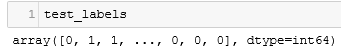 1 test_labels
array([0, 1, 1, ..., 0, 0, 0], dtype=int64)